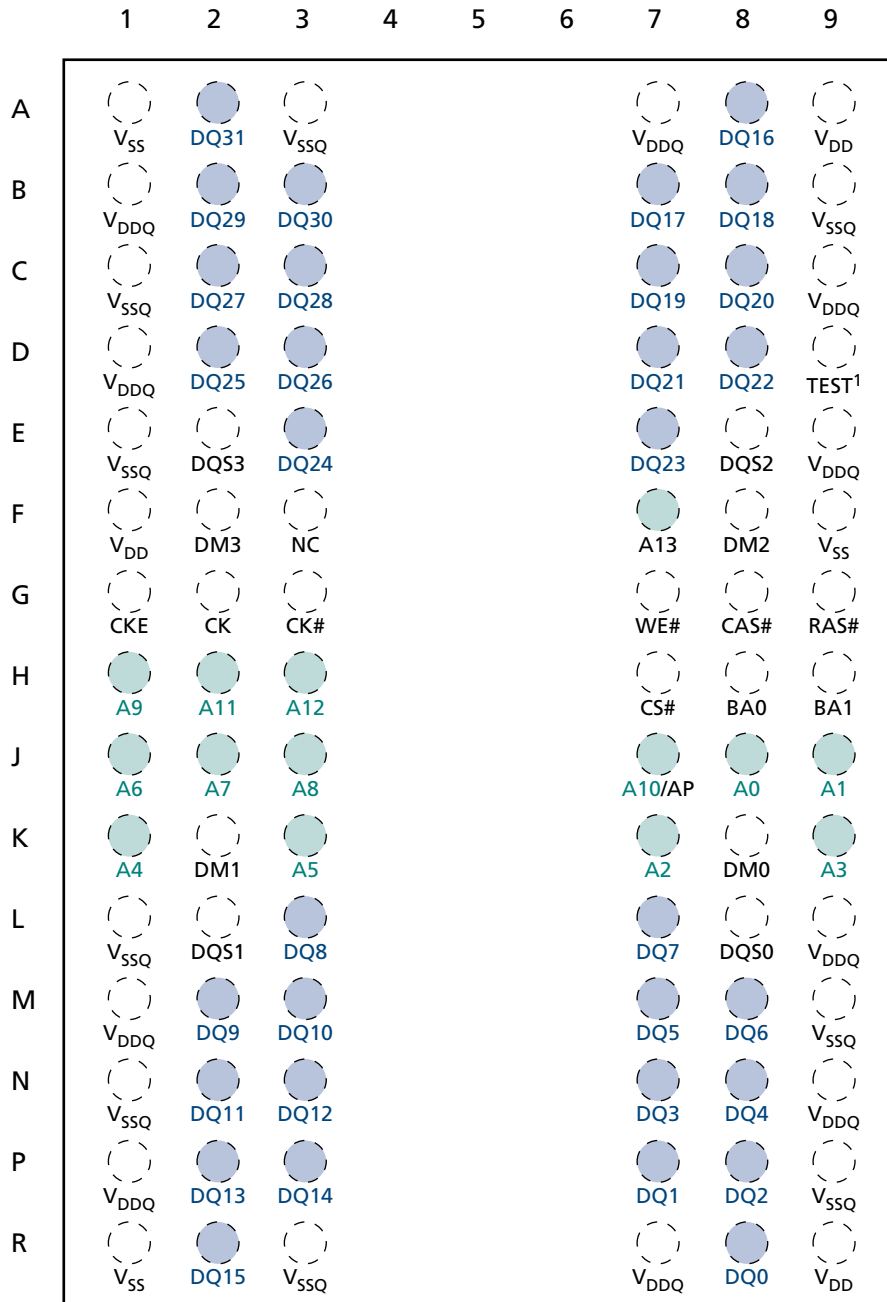 1 2 3 4 5 6 7 8 9
A
VSS DQ31 VSSQ VDDQ DQ16 VDD
B
VDDQ DQ29 DQ30 DQ17 DQ18 VSSQ
C
VSSQ DQ27 DQ28 DQ19 DQ20 VDDQ
D
VDDQ DQ25 DQ26 DQ21 DQ22 TEST1
E
VSSQ DQS3 DQ24 DQ23 DQS2 VDDQ
F
VDD DM3 NC A13 DM2 VSS
G
CKE CK CK# WE# CAS# RAS#
H
A9 A11 A12 CS# BA0 BA1
J
A6 A7 A8 A10/AP A0 A1
K
A4 DM1 A5 A2 DM0 A3
L
VSSQ DQS1 DQ8 DQ7 DQS0 VDDQ
M
VDDQ DQ9 DQ10 DQ5 DQ6 VSSQ
N
VSSQ DQ11 DQ12 DQ3 DQ4 VDDQ
P
VDDQ DQ13 DQ14 DQ1 DQ2 VSSQ
R
VSS DQ15 VSSQ VDDQ DQ0 VDD